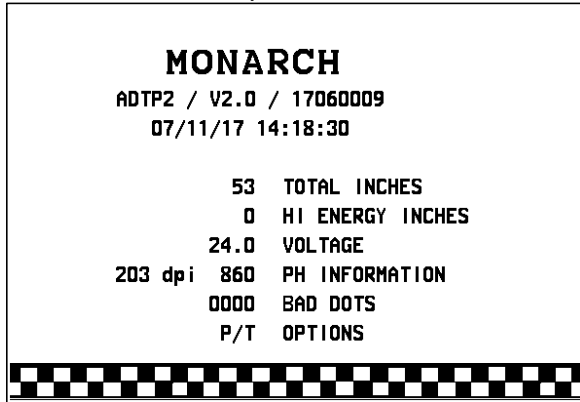 MONARCH
ADTP2 / V2.0 / 17060009
07/11/17 14:18:30
53 TOTAL INCHES
0 HI ENERGY INCHES
24.0 VOLTAGE
203 dpi 860 PH INFORMATION
0000 BAD DOTS
P/T OPTIONS